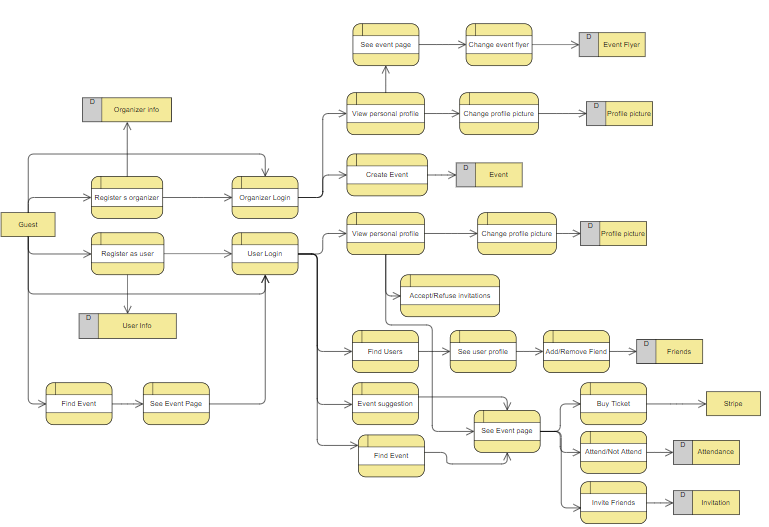 See event page
Change event flyer
D
Event Flyer
D
Organizer info
View personal profile
Change profile picture
D
Profile picture
Create Event
D
Event
Register s organizer
Organizer Login
Guest
View personal profile
Change profile picture
D
Profile picture
Register as user
User Login
Accept/Refuse invitations
D
User Info
Find Users
See user profile
Add/Remove Fiend
D
Friends
Find Event
See Event Page
Event suggestion
Buy Ticket
Stripe
See Event page
Find Event
Attend/Not Attend
D
Attendance
Invite Friends
D
Invitation